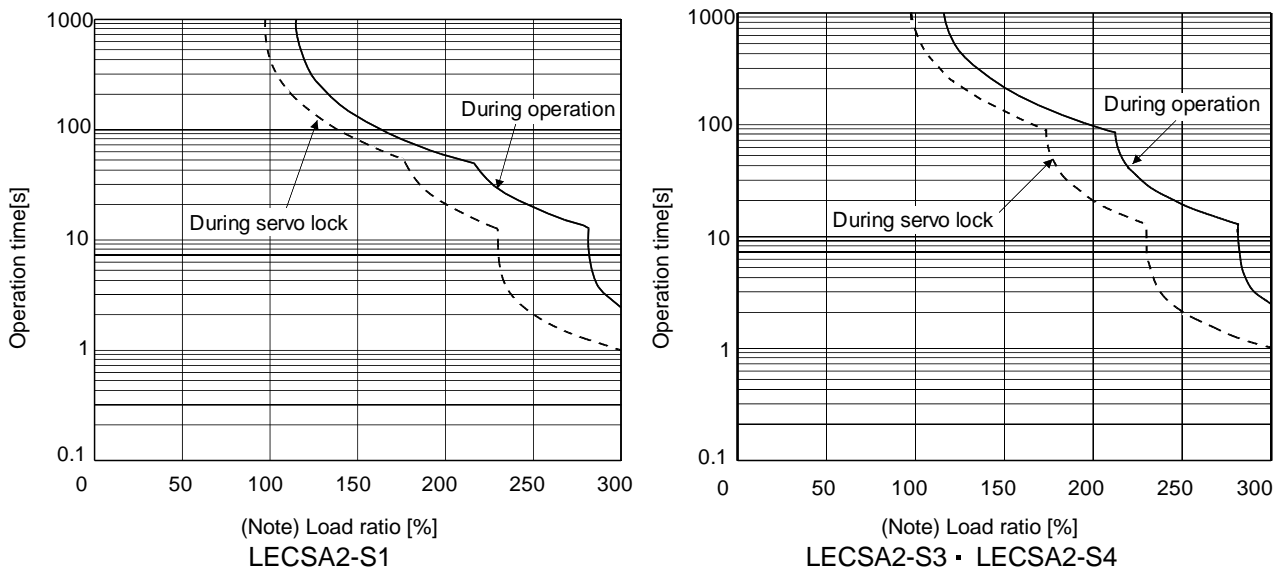 1000
100
10
1
0.1
Operation time[s]
During operation
During servo lock
0 50 100 150 200 250 300
(Note) Load ratio [%]
LECSA2-S1
1000
100
10
1
0.1
Operation time[s]
During operation
During servo lock
0 50 100 150 200 250 300
(Note) Load ratio [%]
LECSA2-S3・LECSA2-S4